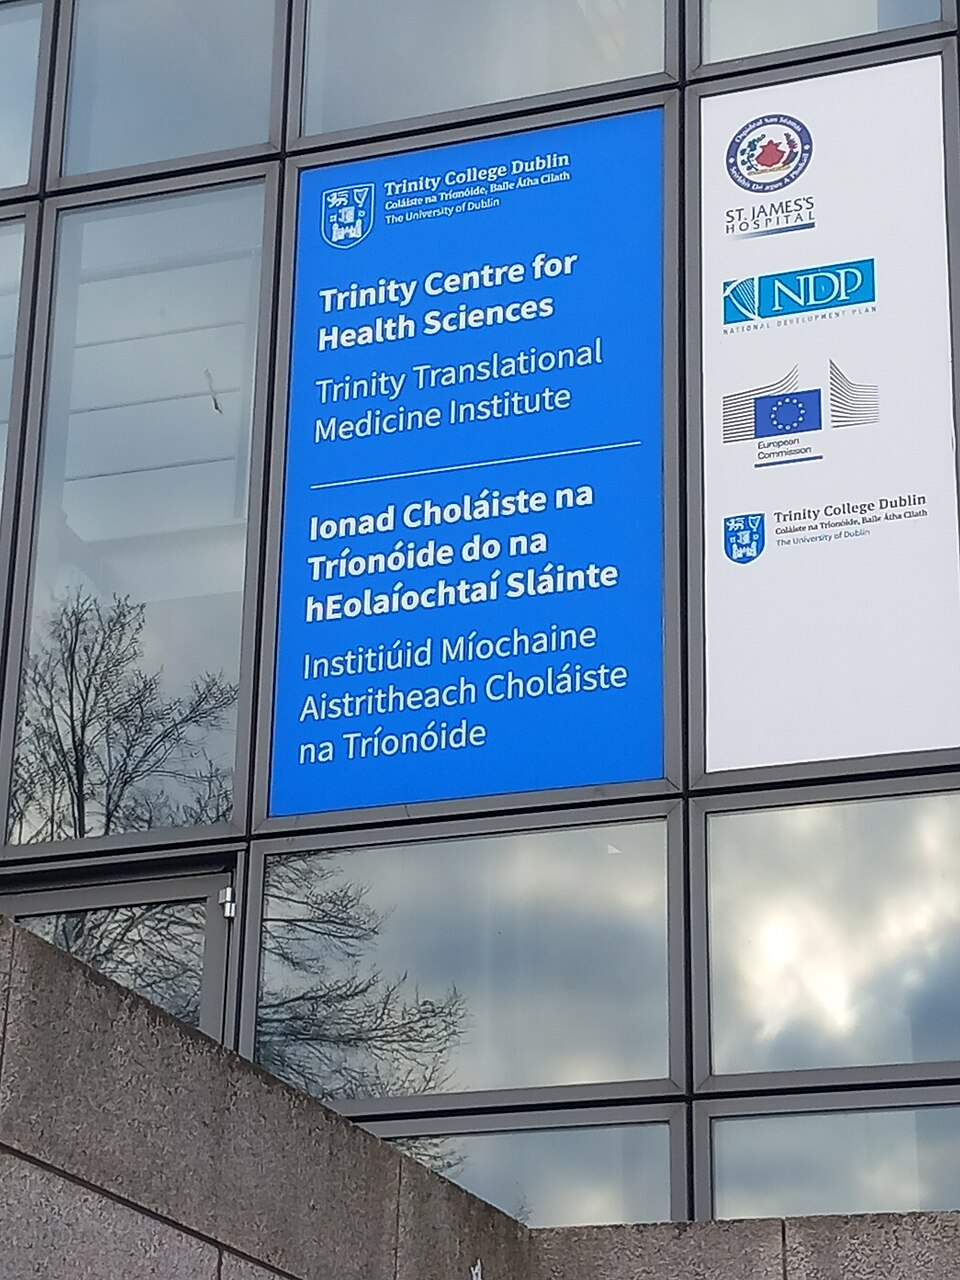 Trinity College Dublin
Coláiste na Tríonóide, Baile Átha Cliath
The University of Dublin
Trinity Centre for
Health Sciences
Trinity Translational
Medicine Institute
Ionad Choláiste na
Tríonóide do na
hEolaíochtaí Sláinte
Institiúid Míochaine
Aistritheach Choláiste
na Tríonóide
ST. JAMES'S
HOSPITAL
NDP
NATIONAL DEVELOPMENT PLAN
European
Commission
Trinity College Dublin
Coláiste na Tríonóide, Baile Átha Cliath
The University of Dublin